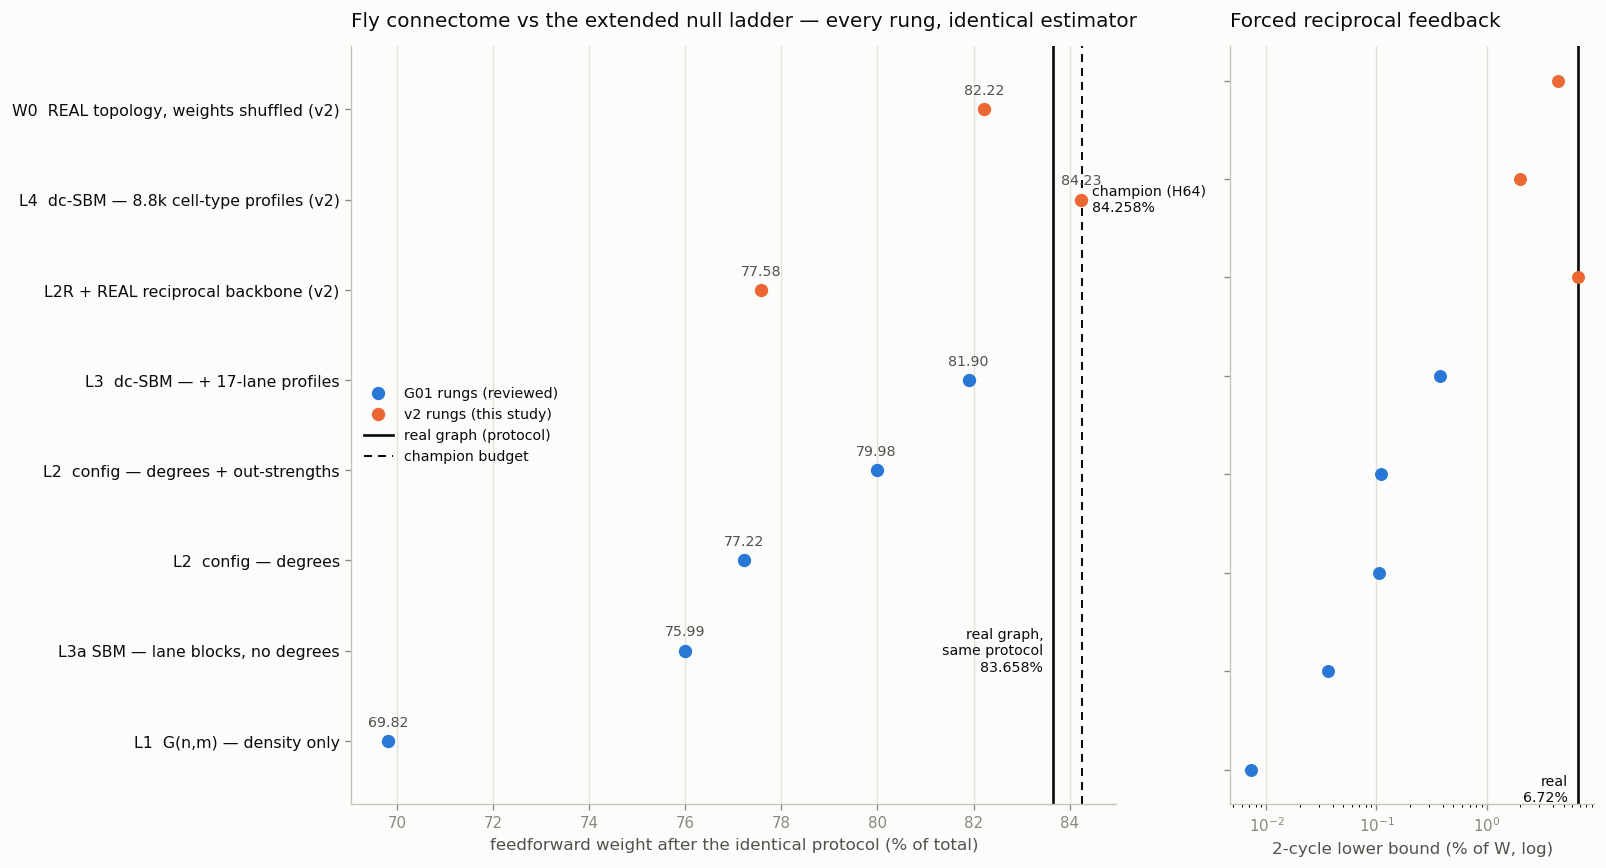 Fly connectome vs the extended null ladder — every rung, identical estimator
Forced reciprocal feedback
W0  REAL topology, weights shuffled (v2)
82.22
L4  dc-SBM — 8.8k cell-type profiles (v2)
84.23
champion (H64)
84.258%
L2R + REAL reciprocal backbone (v2)
77.58
L3  dc-SBM — + 17-lane profiles
81.90
G01 rungs (reviewed)
v2 rungs (this study)
real graph (protocol)
champion budget
L2  config — degrees + out-strengths
79.98
L2  config — degrees
77.22
L3a SBM — lane blocks, no degrees
75.99
real graph,
same protocol
83.658%
L1  G(n,m) — density only
69.82
real
6.72%
70 72 74 76 78 80 82 84
feedforward weight after the identical protocol (% of total)
10⁻² 10⁻¹ 10⁰
2-cycle lower bound (% of W, log)